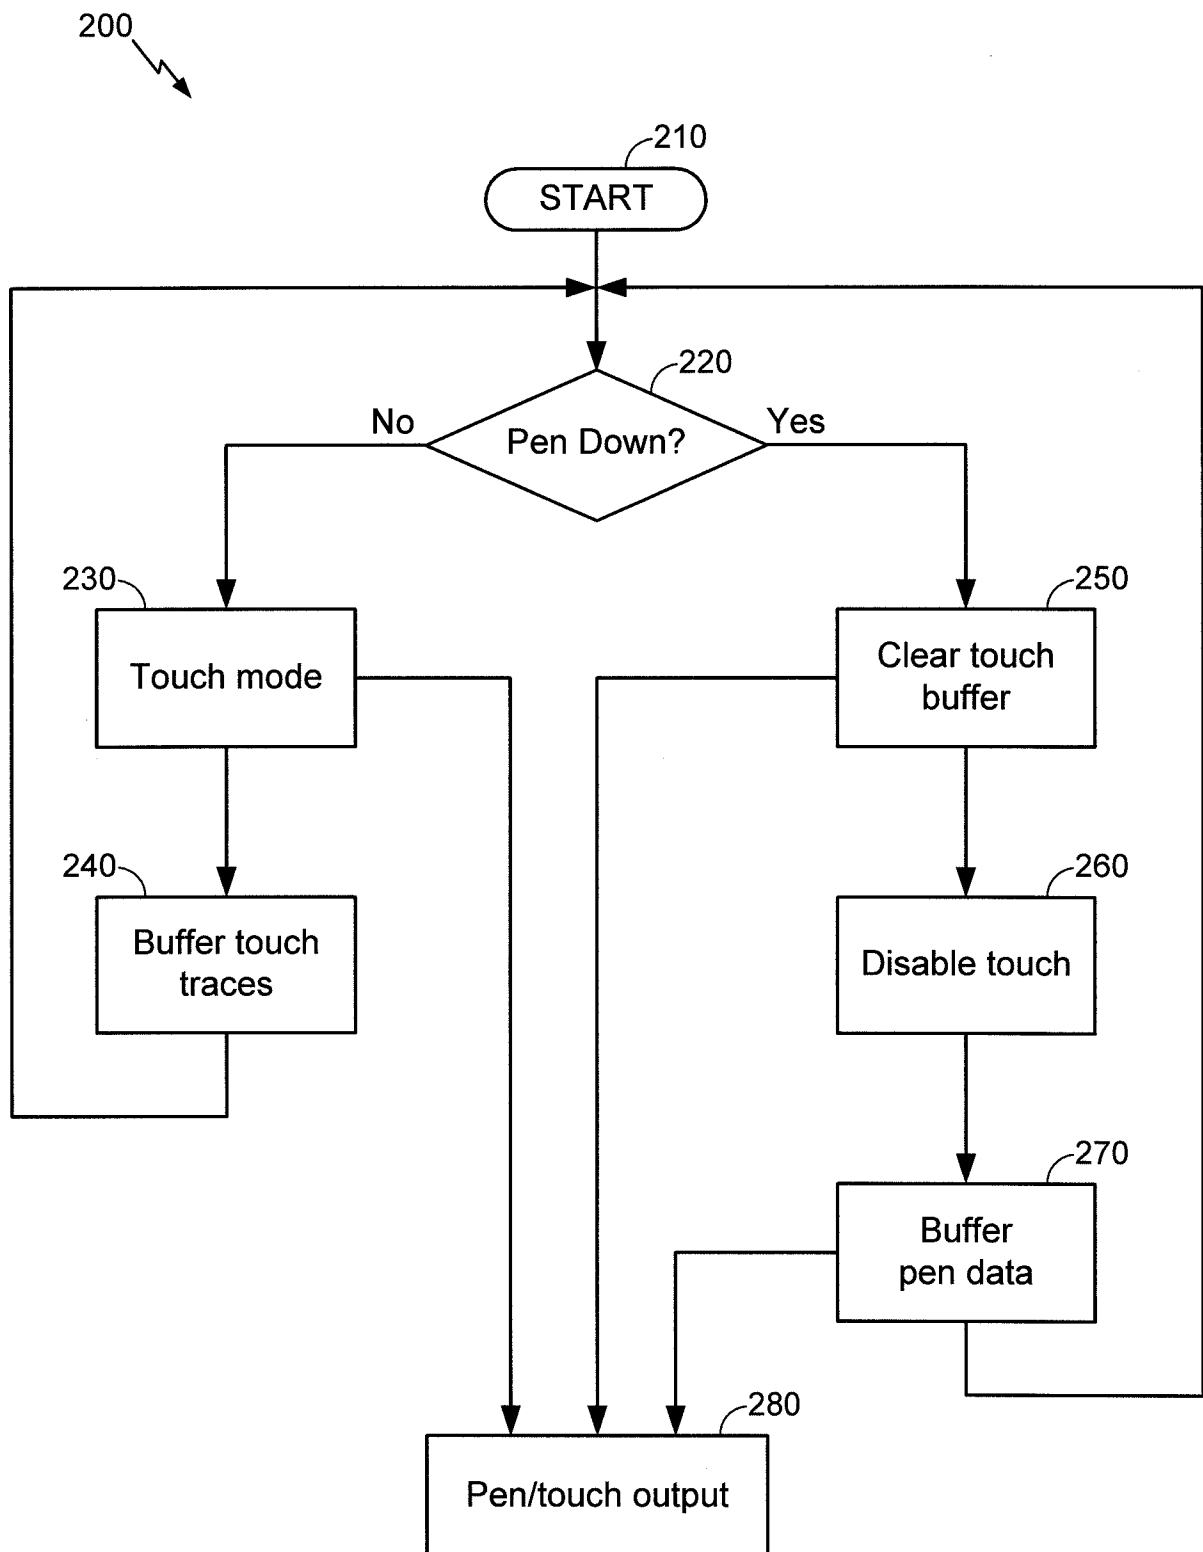 200
210
START
220
No
Pen Down?
Yes
230
Touch mode
250
Clear touch
buffer
240
Buffer touch
traces
260
Disable touch
270
Buffer
pen data
280
Pen/touch output